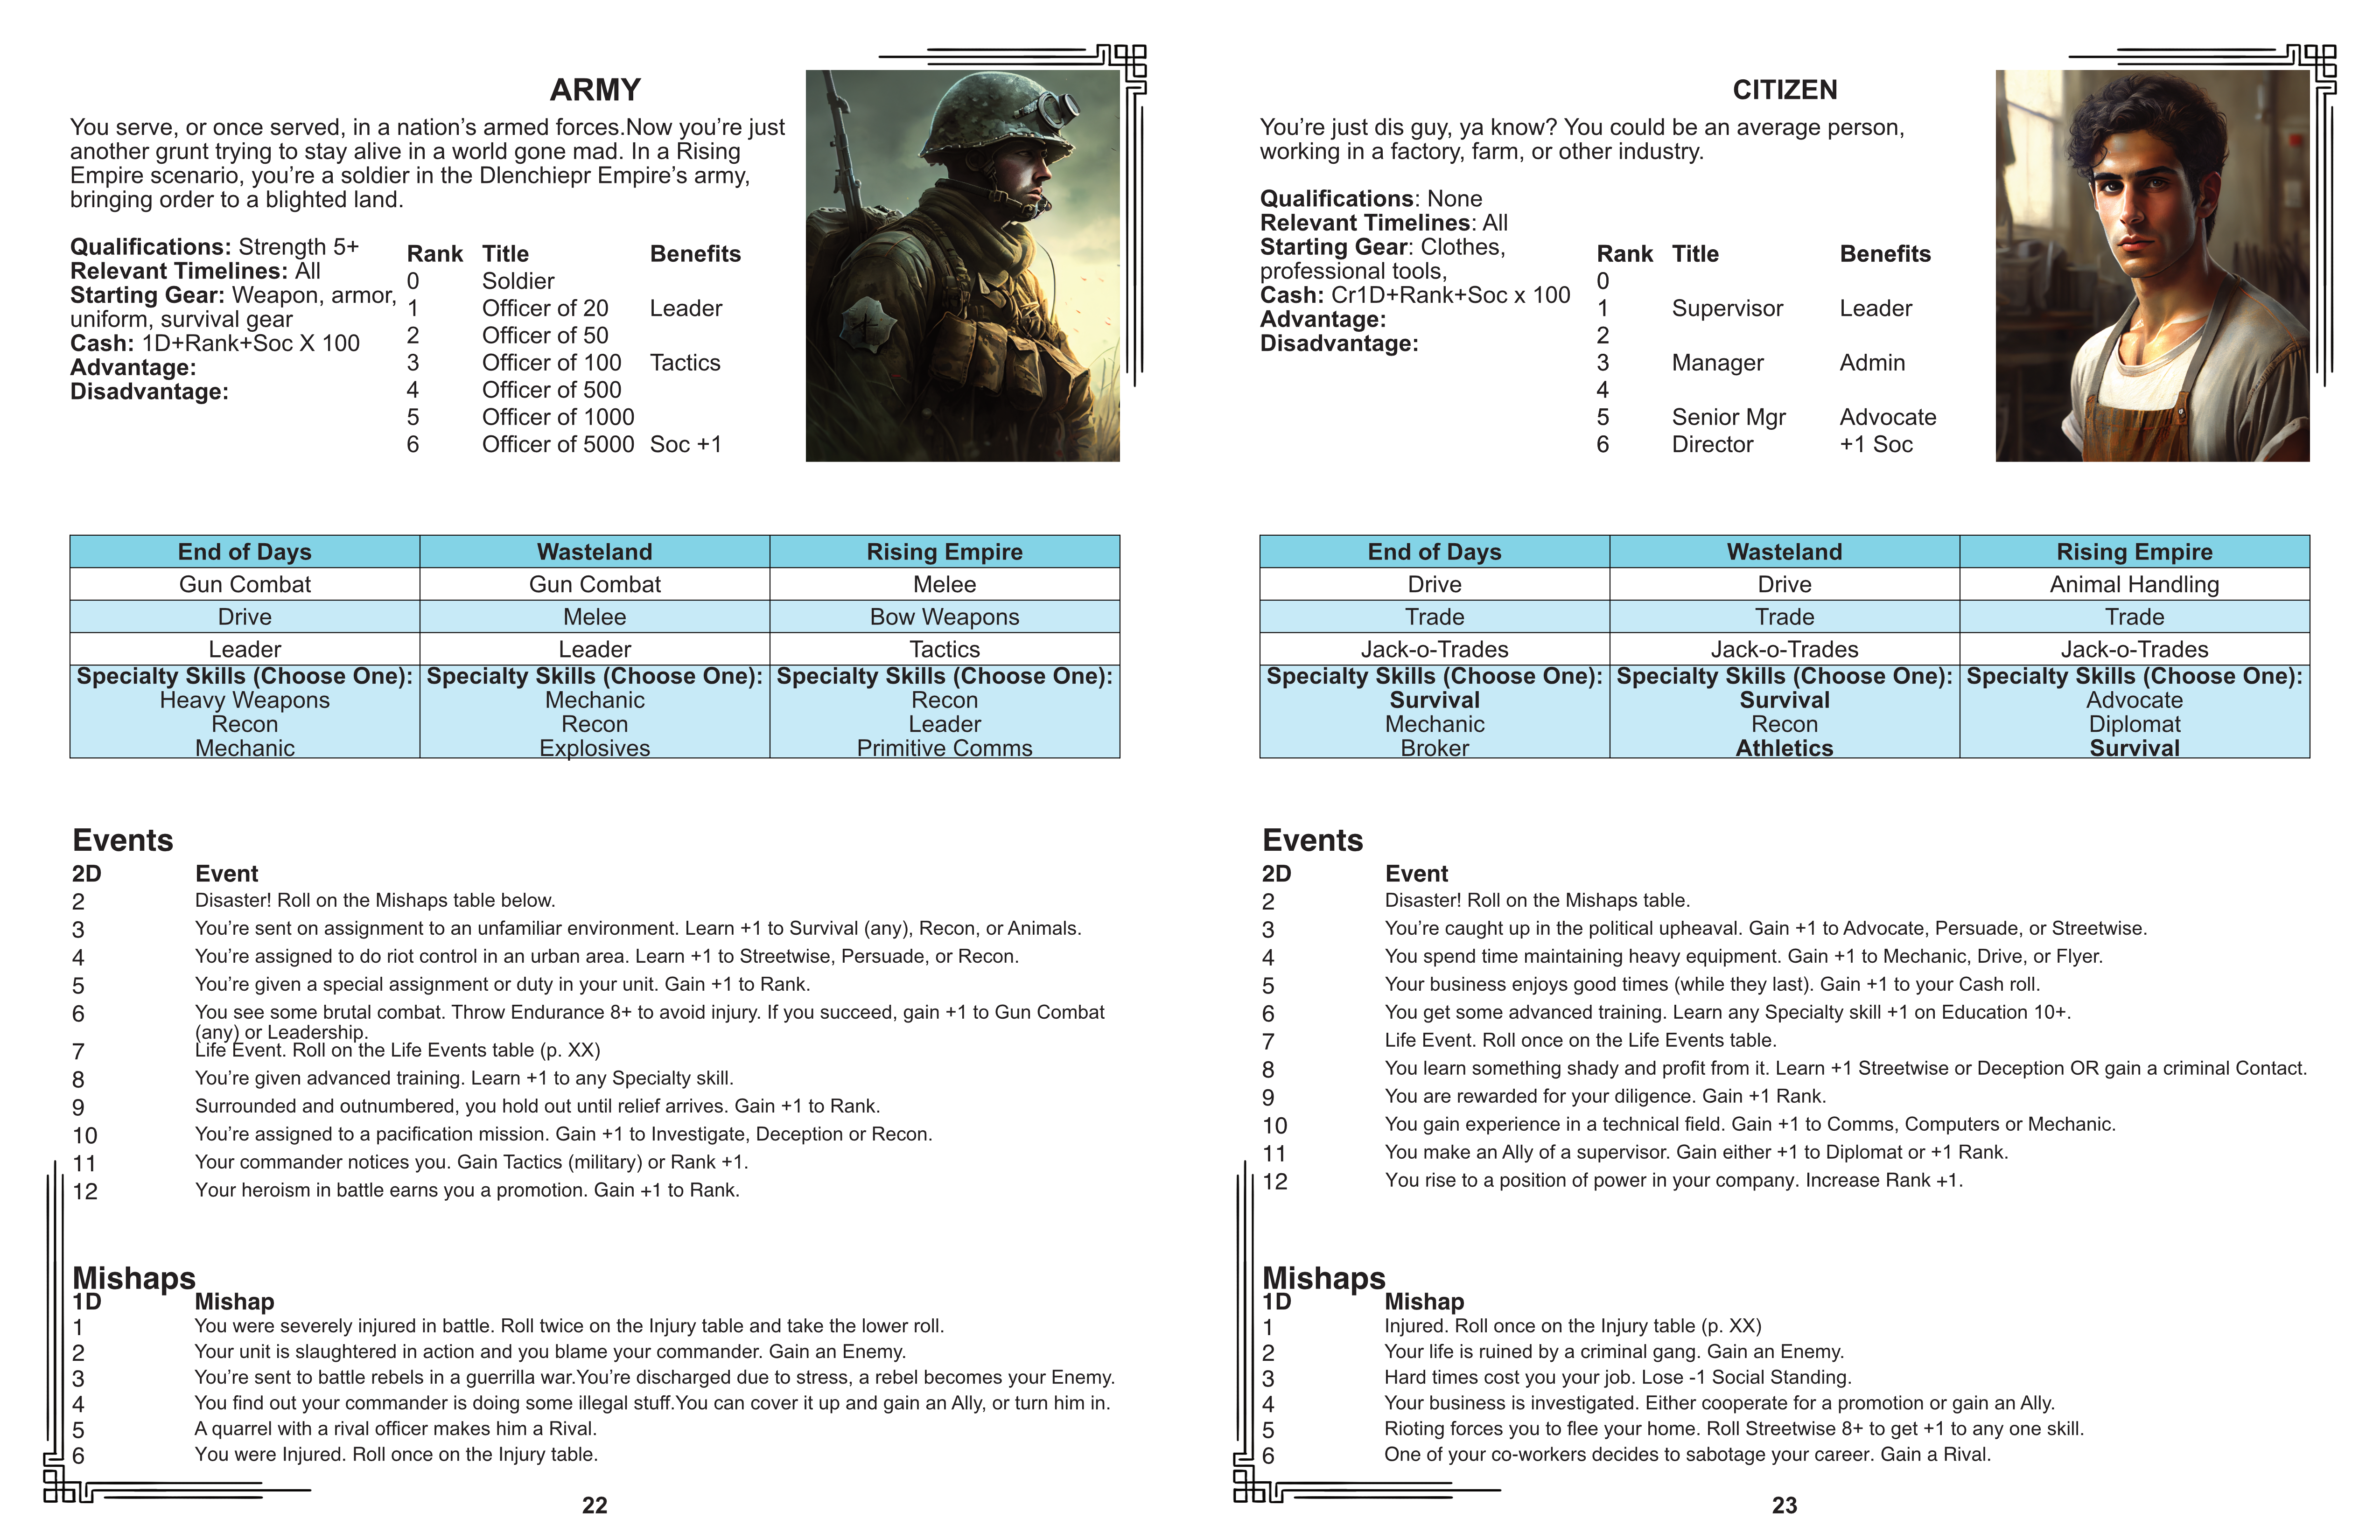 ARMY
You serve, or once served, in a nation’s armed forces.Now you’re just
another grunt trying to stay alive in a world gone mad. In a Rising
Empire scenario, you’re a soldier in the Dlenchiepr Empire’s army,
bringing order to a blighted land.
Qualifications: Strength 5+
Relevant Timelines: All
Starting Gear: Weapon, armor,
uniform, survival gear
Cash: 1D+Rank+Soc X 100
Advantage:
Disadvantage:
Rank Title Benefits
0 Soldier
1 Officer of 20 Leader
2 Officer of 50
3 Officer of 100 Tactics
4 Officer of 500
5 Officer of 1000
6 Officer of 5000 Soc +1
End of Days Wasteland Rising Empire
Gun Combat Gun Combat Melee
Drive Melee Bow Weapons
Leader Leader Tactics
Specialty Skills (Choose One): Specialty Skills (Choose One): Specialty Skills (Choose One):
Heavy Weapons Mechanic Recon
Recon Recon Leader
Mechanic Explosives Primitive Comms
Events
2D Event
2 Disaster! Roll on the Mishaps table below.
3 You’re sent on assignment to an unfamiliar environment. Learn +1 to Survival (any), Recon, or Animals.
4 You’re assigned to do riot control in an urban area. Learn +1 to Streetwise, Persuade, or Recon.
5 You’re given a special assignment or duty in your unit. Gain +1 to Rank.
6 You see some brutal combat. Throw Endurance 8+ to avoid injury. If you succeed, gain +1 to Gun Combat
(any) or Leadership.
7 Life Event. Roll on the Life Events table (p. XX)
8 You’re given advanced training. Learn +1 to any Specialty skill.
9 Surrounded and outnumbered, you hold out until relief arrives. Gain +1 to Rank.
10 You’re assigned to a pacification mission. Gain +1 to Investigate, Deception or Recon.
11 Your commander notices you. Gain Tactics (military) or Rank +1.
12 Your heroism in battle earns you a promotion. Gain +1 to Rank.
Mishaps
1D Mishap
1 You were severely injured in battle. Roll twice on the Injury table and take the lower roll.
2 Your unit is slaughtered in action and you blame your commander. Gain an Enemy.
3 You’re sent to battle rebels in a guerrilla war.You’re discharged due to stress, a rebel becomes your Enemy.
4 You find out your commander is doing some illegal stuff.You can cover it up and gain an Ally, or turn him in.
5 A quarrel with a rival officer makes him a Rival.
6 You were Injured. Roll once on the Injury table.
22
CITIZEN
You’re just dis guy, ya know? You could be an average person,
working in a factory, farm, or other industry.
Qualifications: None
Relevant Timelines: All
Starting Gear: Clothes,
professional tools,
Cash: Cr1D+Rank+Soc x 100
Advantage:
Disadvantage:
Rank Title Benefits
0
1 Supervisor Leader
2
3 Manager Admin
4
5 Senior Mgr Advocate
6 Director +1 Soc
End of Days Wasteland Rising Empire
Drive Drive Animal Handling
Trade Trade Trade
Jack-o-Trades Jack-o-Trades Jack-o-Trades
Specialty Skills (Choose One): Specialty Skills (Choose One): Specialty Skills (Choose One):
Survival Survival Advocate
Mechanic Recon Diplomat
Broker Athletics Survival
Events
2D Event
2 Disaster! Roll on the Mishaps table.
3 You’re caught up in the political upheaval. Gain +1 to Advocate, Persuade, or Streetwise.
4 You spend time maintaining heavy equipment. Gain +1 to Mechanic, Drive, or Flyer.
5 Your business enjoys good times (while they last). Gain +1 to your Cash roll.
6 You get some advanced training. Learn any Specialty skill +1 on Education 10+.
7 Life Event. Roll once on the Life Events table.
8 You learn something shady and profit from it. Learn +1 Streetwise or Deception OR gain a criminal Contact.
9 You are rewarded for your diligence. Gain +1 Rank.
10 You gain experience in a technical field. Gain +1 to Comms, Computers or Mechanic.
11 You make an Ally of a supervisor. Gain either +1 to Diplomat or +1 Rank.
12 You rise to a position of power in your company. Increase Rank +1.
Mishaps
1D Mishap
1 Injured. Roll once on the Injury table (p. XX)
2 Your life is ruined by a criminal gang. Gain an Enemy.
3 Hard times cost you your job. Lose -1 Social Standing.
4 Your business is investigated. Either cooperate for a promotion or gain an Ally.
5 Rioting forces you to flee your home. Roll Streetwise 8+ to get +1 to any one skill.
6 One of your co-workers decides to sabotage your career. Gain a Rival.
23